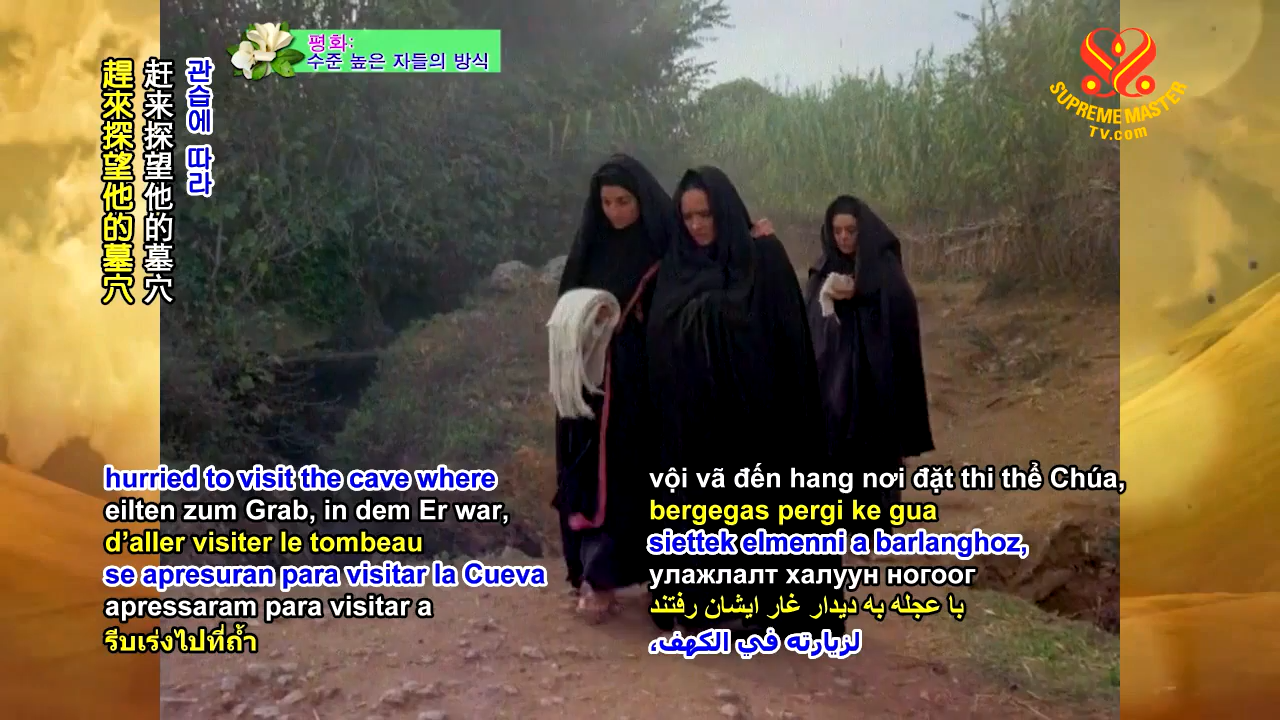 평화:
수준 높은 자들의 방식
SUPREME MASTER
TV.com
관습에 따라
赶来探望他的墓穴
趕來探望他的墓穴
hurried to visit the cave where
eilten zum Grab, in dem Er war,
d’aller visiter le tombeau
se apresuran para visitar la Cueva
apressaram para visitar a
รีบเร่งไปที่ถ้ำ
vội vã đến hang nơi đặt thi thể Chúa,
bergegas pergi ke gua
siettek elmenni a barlanghoz,
улажлалт халуун ногоог
با عجله به دیدار غار ایشان رفتند
لزيارته في الكهف،